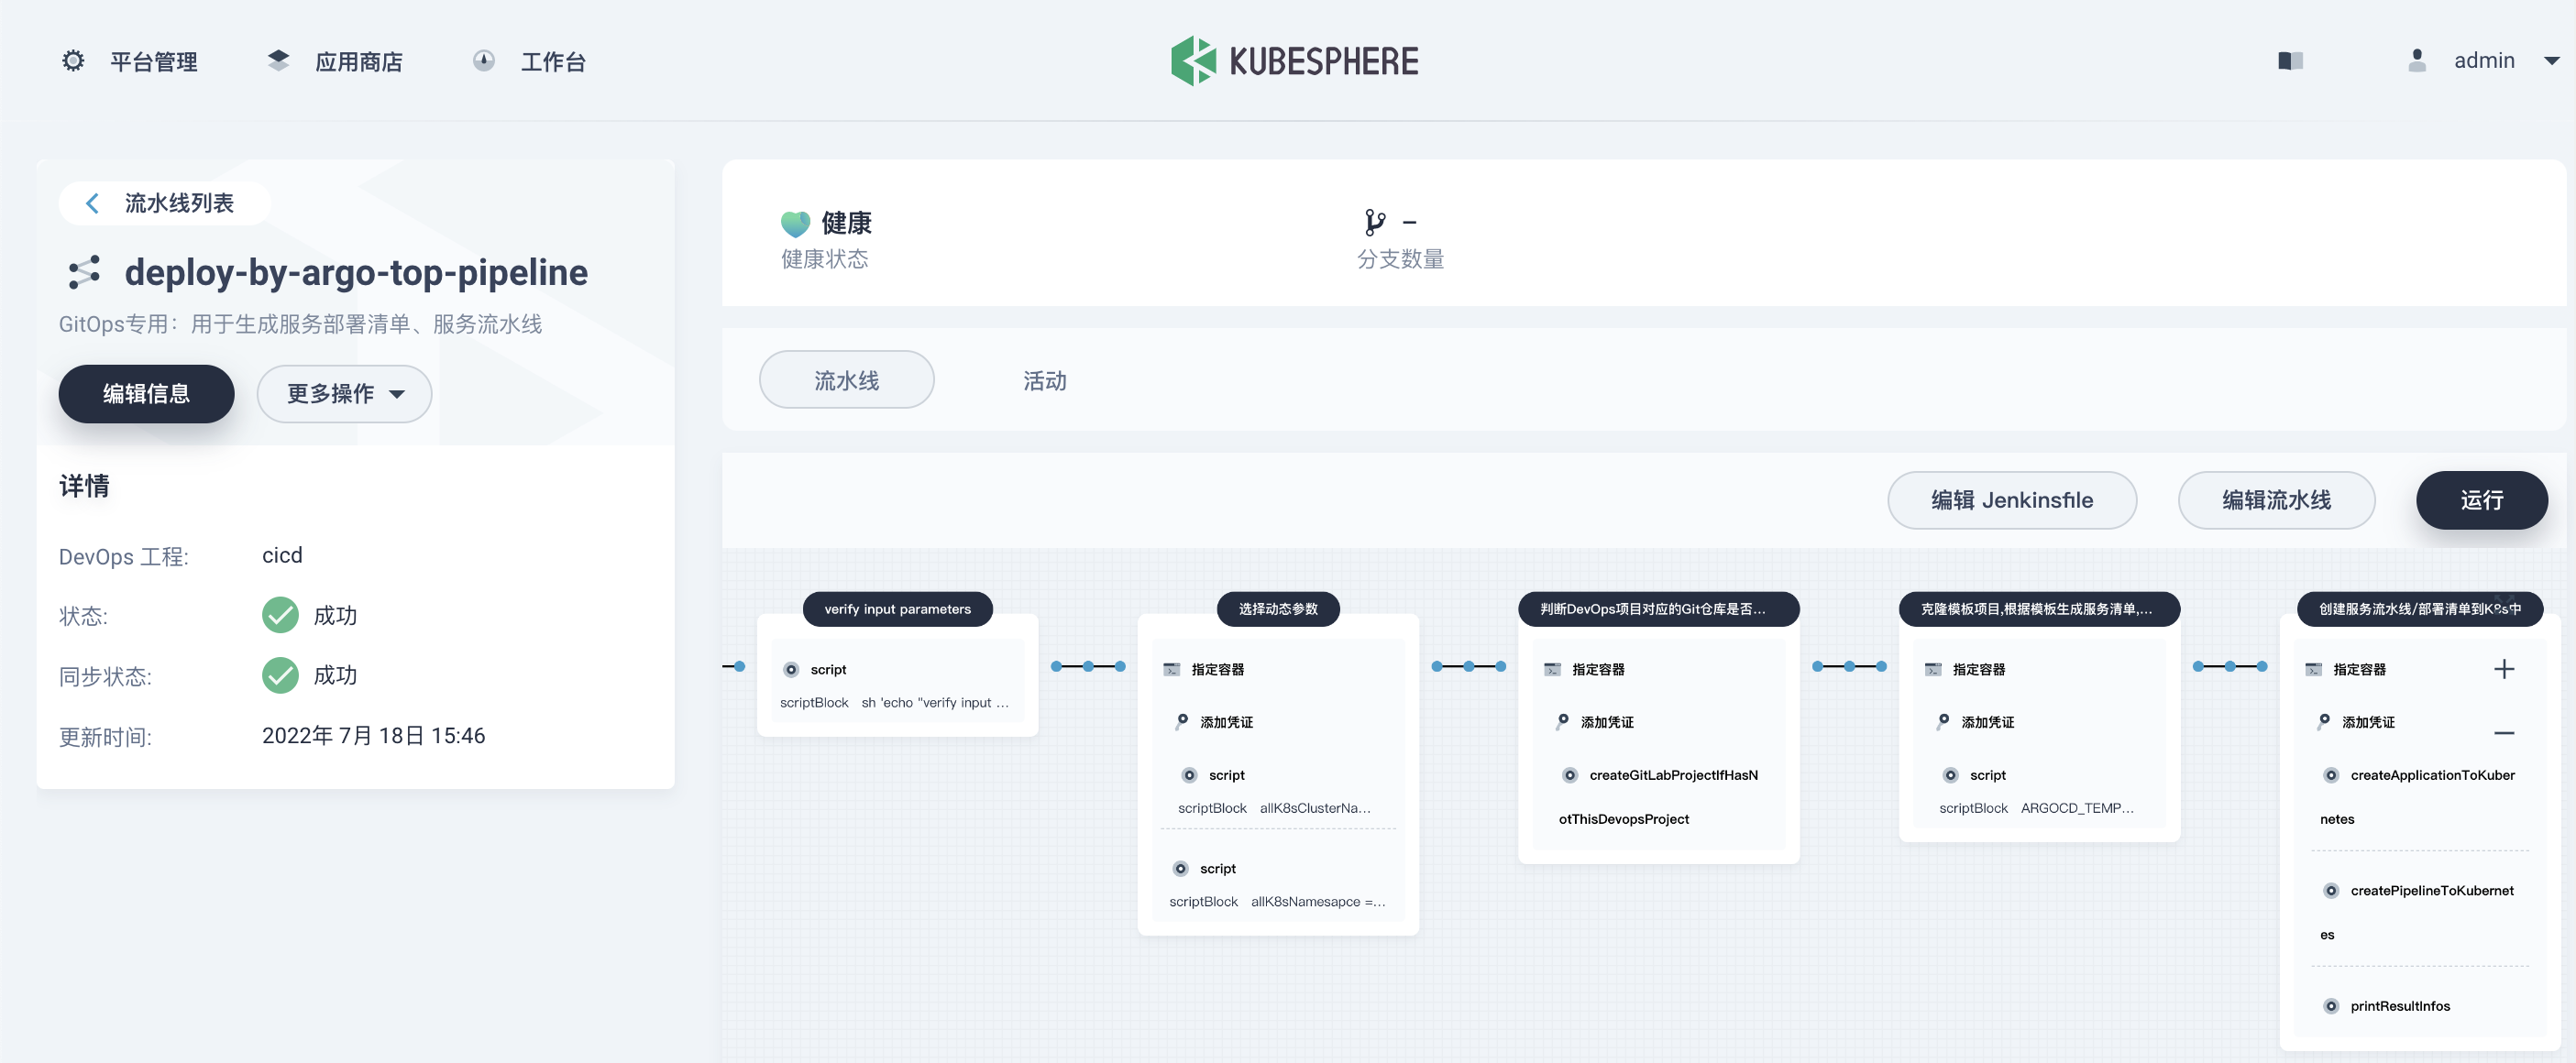 平台管理
应用商店
工作台
KUBESPHERE
admin
流水线列表
deploy-by-argo-top-pipeline
GitOps专用：用于生成服务部署清单、服务流水线
编辑信息
更多操作
详情
DevOps 工程: cicd
状态: 成功
同步状态: 成功
更新时间: 2022年 7月 18日 15:46
健康
健康状态
–
分支数量
流水线
活动
编辑 Jenkinsfile
编辑流水线
运行
verify input parameters
script
scriptBlock sh 'echo "verify input ...
选择动态参数
指定容器
添加凭证
script
scriptBlock allK8sClusterNa...
script
scriptBlock allK8sNamesapce =...
判断DevOps项目对应的Git仓库是否...
指定容器
添加凭证
createGitLabProjectIfHasN
otThisDevopsProject
克隆模板项目,根据模板生成服务清单,...
指定容器
添加凭证
script
scriptBlock ARGOCD_TEMP...
创建服务流水线/部署清单到K8s中
指定容器
添加凭证
createApplicationToKuber
netes
createPipelineToKubernet
es
printResultInfos